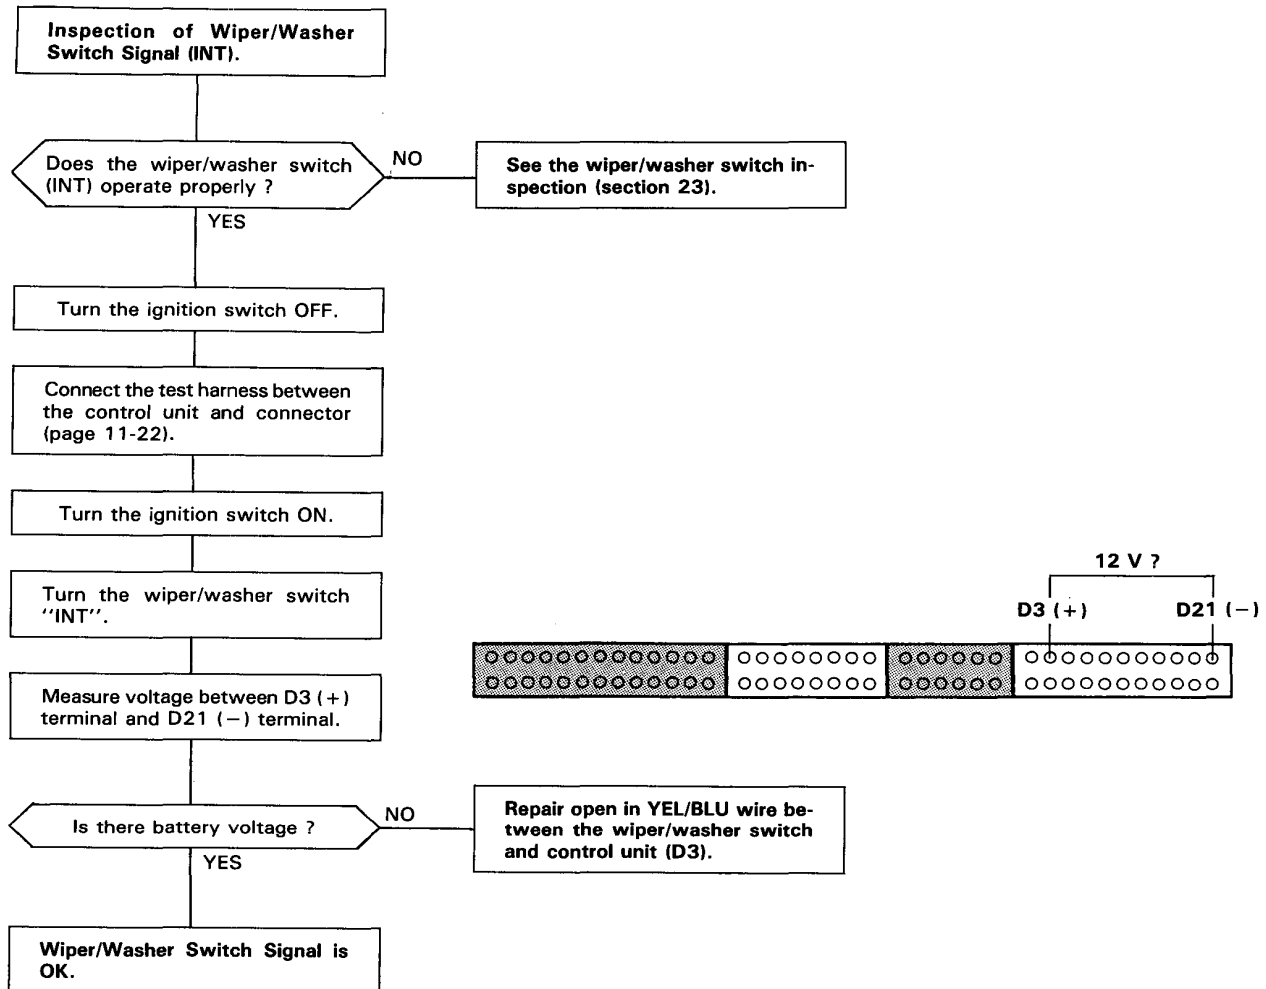 Inspection of Wiper/Washer
Switch Signal (INT).
Does the wiper/washer switch
(INT) operate properly ?
NO
See the wiper/washer switch in-
spection (section 23).
YES
Turn the ignition switch OFF.
Connect the test harness between
the control unit and connector
(page 11-22).
Turn the ignition switch ON.
Turn the wiper/washer switch
‘‘INT’’.
12 V ?
D3 (+)
D21 (−)
Measure voltage between D3 (+)
terminal and D21 (−) terminal.
Is there battery voltage ?
NO
Repair open in YEL/BLU wire be-
tween the wiper/washer switch
and control unit (D3).
YES
Wiper/Washer Switch Signal is
OK.